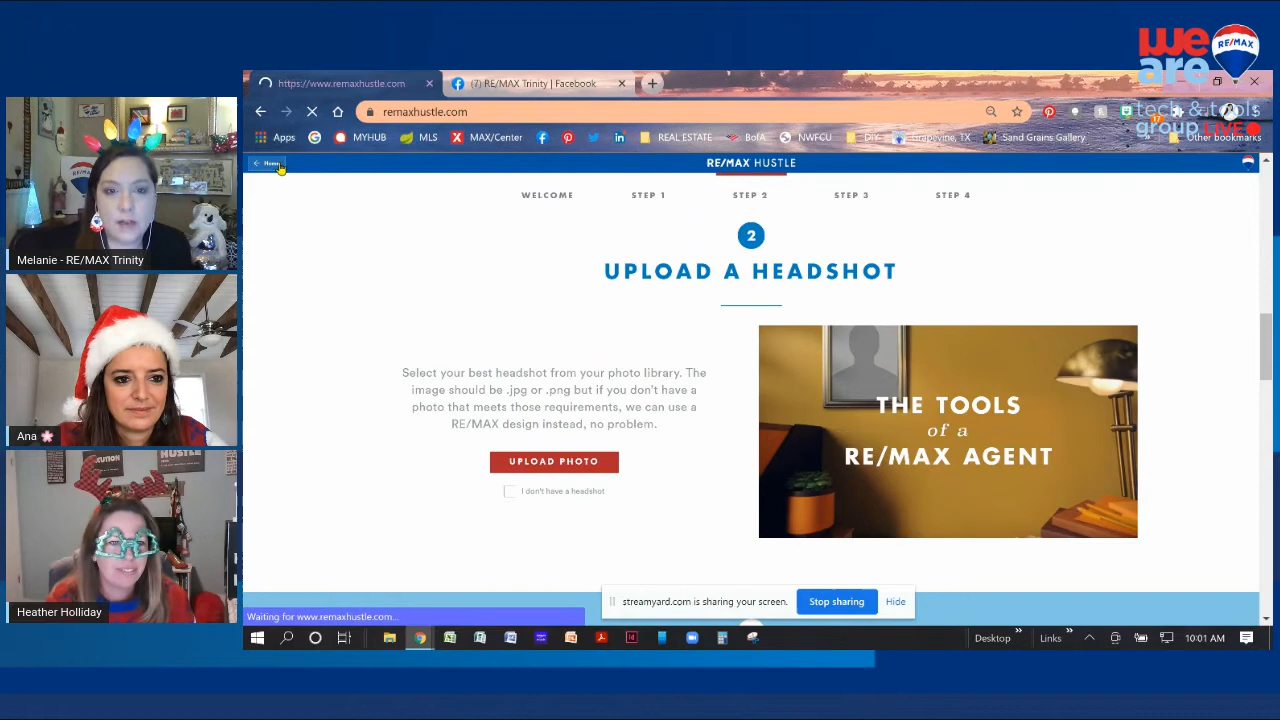 we are
RE/MAX
tech & tools
group LIVE
https://www.remaxhustle.com
(7) RE/MAX Trinity | Facebook
remaxhustle.com
Apps
MYHUB
MLS
MAX/Center
REAL ESTATE
BofA
NWFCU
DIY
Grapevine, TX
Sand Grains Gallery
Other bookmarks
Home
RE/MAX HUSTLE
WELCOME
STEP 1
STEP 2
STEP 3
STEP 4
2
UPLOAD A HEADSHOT
Select your best headshot from your photo library. The
image should be .jpg or .png but if you don't have a
photo that meets those requirements, we can use a
RE/MAX design instead, no problem.
UPLOAD PHOTO
I don't have a headshot
THE TOOLS
of a
RE/MAX AGENT
streamyard.com is sharing your screen.
Stop sharing
Hide
Waiting for www.remaxhustle.com...
Desktop
Links
10:01 AM
Melanie - RE/MAX Trinity
Ana
HUSTLE
Heather Holliday